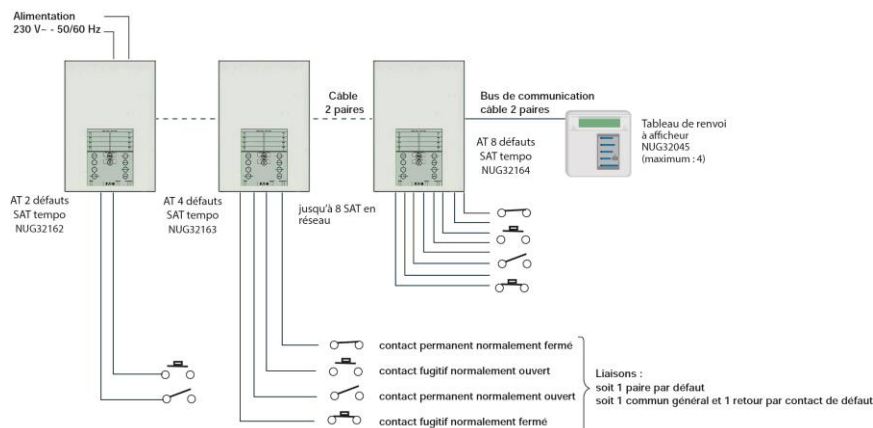 Alimentation
230 V~ - 50/60 Hz
Câble
2 paires
Bus de communication
câble 2 paires
Tableau de renvoi
à afficheur
NUG32045
(maximum : 4)
AT 8 défauts
SAT tempo
NUG32164
AT 2 défauts
SAT tempo
NUG32162
AT 4 défauts
SAT tempo
NUG32163
jusqu'à 8 SAT en
réseau
contact permanent normalement fermé
contact fugitif normalement ouvert
contact permanent normalement ouvert
contact fugitif normalement fermé
Liaisons :
soit 1 paire par défaut
soit 1 commun général et 1 retour par contact de défaut